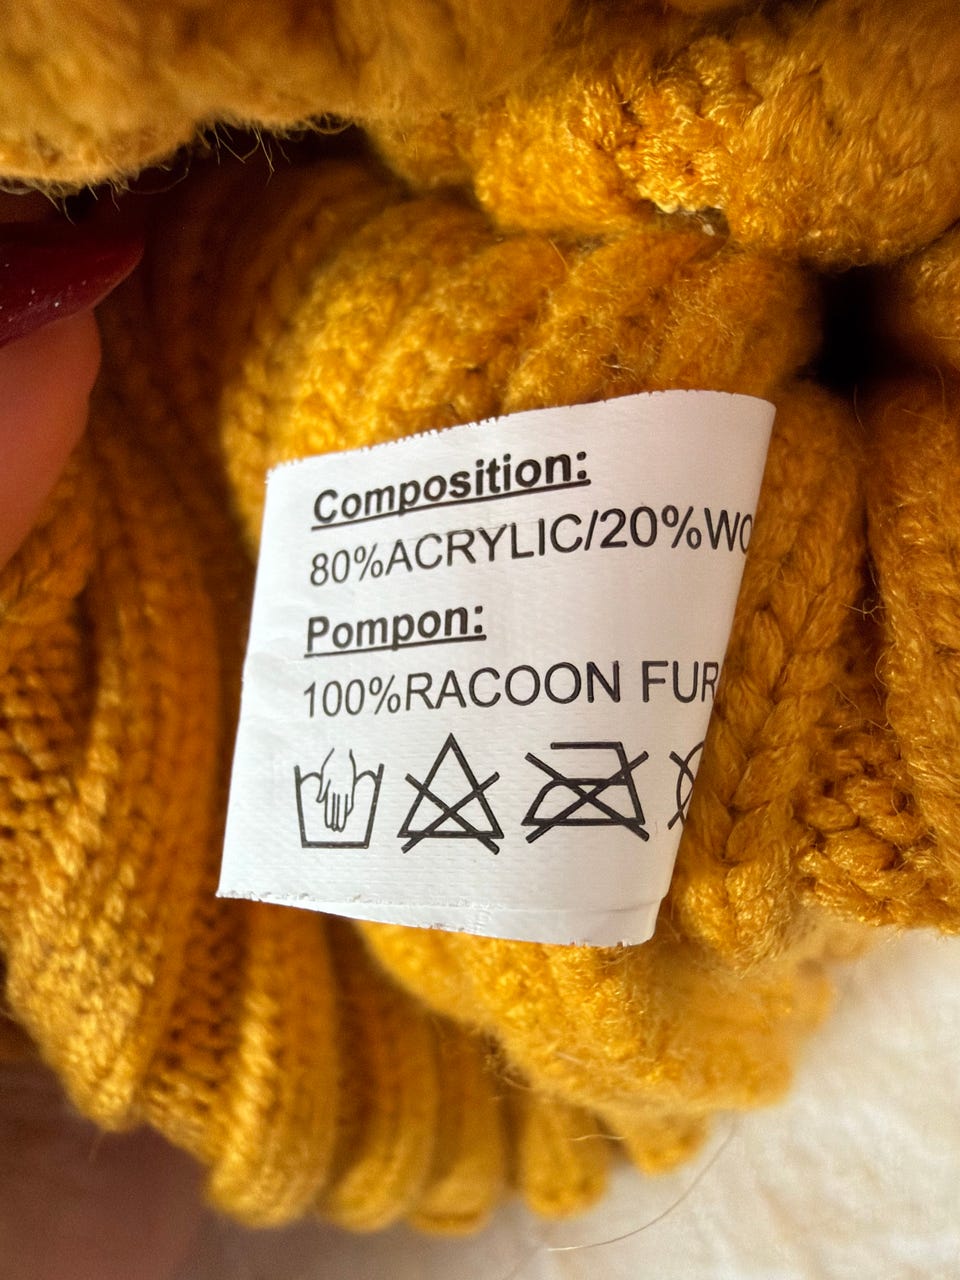 Composition:
80%ACRYLIC/20%WO
Pompon:
100%RACOON FUR